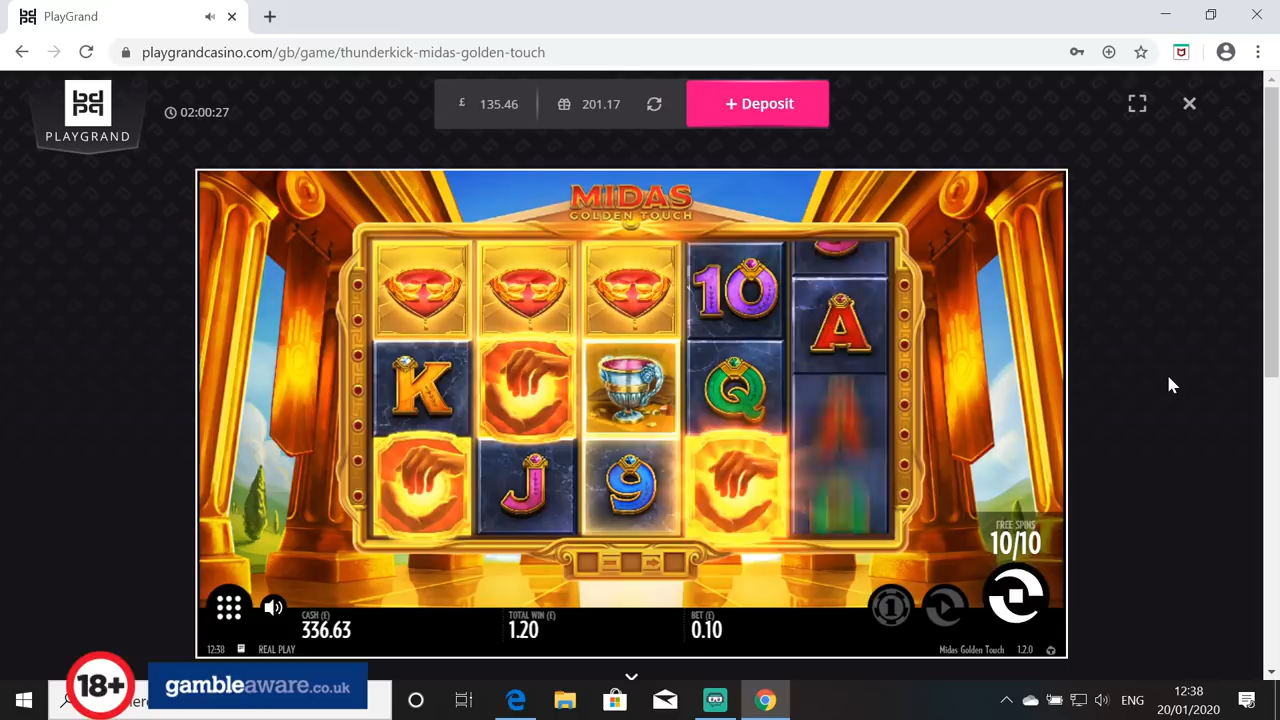 PlayGrand
playgrandcasino.com/gb/game/thunderkick-midas-golden-touch
PLAYGRAND
02:00:27
£ 135.46
201.17
+ Deposit
MIDAS
GOLDEN TOUCH
10
A
K
Q
J
9
FREE SPINS
10/10
CASH (£)
336.63
TOTAL WIN (£)
1.20
BET (£)
0.10
1
12:38
REAL PLAY
Midas Golden Touch
1.2.0
18+
gambleaware.co.uk
here
ENG
12:38
20/01/2020